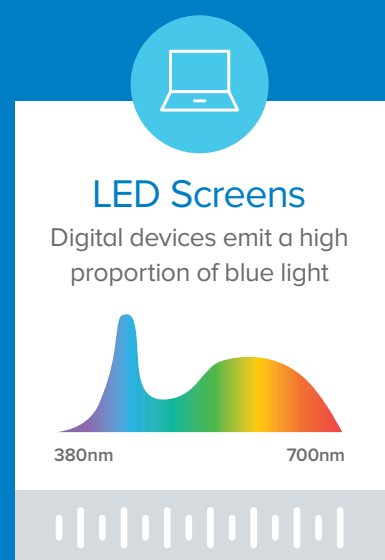 LED Screens
Digital devices emit a high
proportion of blue light
380nm 700nm